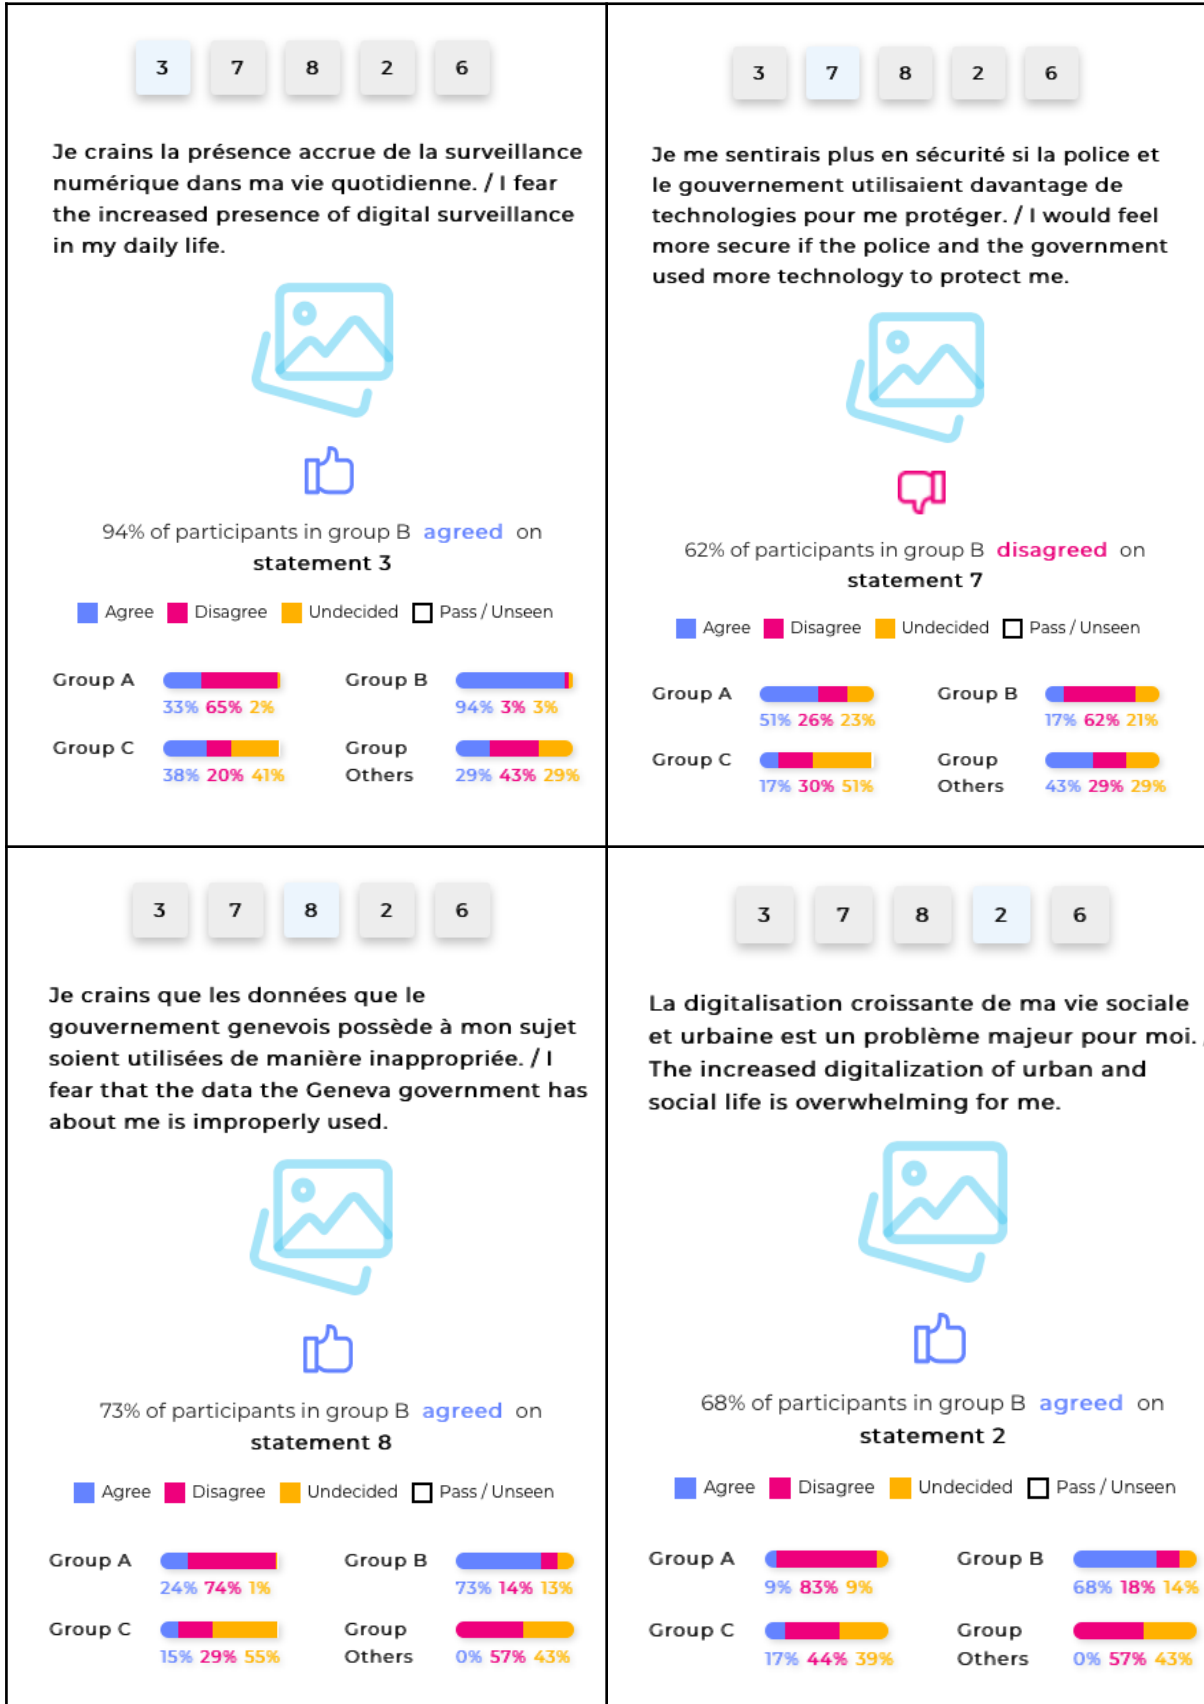 3 7 8 2 6
Je crains la présence accrue de la surveillance
numérique dans ma vie quotidienne. / I fear
the increased presence of digital surveillance
in my daily life.
94% of participants in group B agreed on
statement 3
Agree Disagree Undecided Pass / Unseen
Group A
33% 65% 2%
Group B
94% 3% 3%
Group C
38% 20% 41%
Group
Others
29% 43% 29%
3 7 8 2 6
Je me sentirais plus en sécurité si la police et
le gouvernement utilisaient davantage de
technologies pour me protéger. / I would feel
more secure if the police and the government
used more technology to protect me.
62% of participants in group B disagreed on
statement 7
Agree Disagree Undecided Pass / Unseen
Group A
51% 26% 23%
Group B
17% 62% 21%
Group C
17% 30% 51%
Group
Others
43% 29% 29%
3 7 8 2 6
Je crains que les données que le
gouvernement genevois possède à mon sujet
soient utilisées de manière inappropriée. / I
fear that the data the Geneva government has
about me is improperly used.
73% of participants in group B agreed on
statement 8
Agree Disagree Undecided Pass / Unseen
Group A
24% 74% 1%
Group B
73% 14% 13%
Group C
15% 29% 55%
Group
Others
0% 57% 43%
3 7 8 2 6
La digitalisation croissante de ma vie sociale
et urbaine est un problème majeur pour moi. /
The increased digitalization of urban and
social life is overwhelming for me.
68% of participants in group B agreed on
statement 2
Agree Disagree Undecided Pass / Unseen
Group A
9% 83% 9%
Group B
68% 18% 14%
Group C
17% 44% 39%
Group
Others
0% 57% 43%